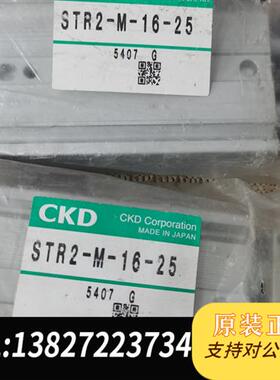 STR2-M-16-25
5407 G
CKD
CKD Corporation
MADE IN JAPAN
STR2-M-16-25
5407 G
原装正
支持对公
:13827223734